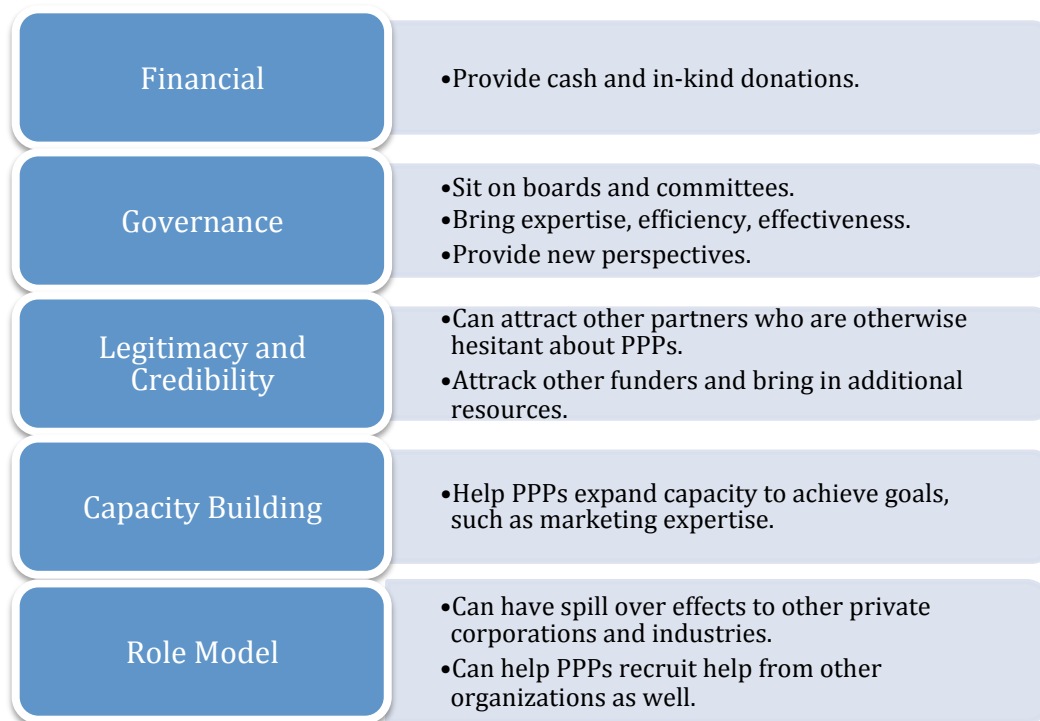 Financial
•Provide cash and in-kind donations.
Governance
•Sit on boards and committees.
•Bring expertise, efficiency, effectiveness.
•Provide new perspectives.
Legitimacy and
Credibility
•Can attract other partners who are otherwise
hesitant about PPPs.
•Attrack other funders and bring in additional
resources.
Capacity Building
•Help PPPs expand capacity to achieve goals,
such as marketing expertise.
Role Model
•Can have spill over effects to other private
corporations and industries.
•Can help PPPs recruit help from other
organizations as well.